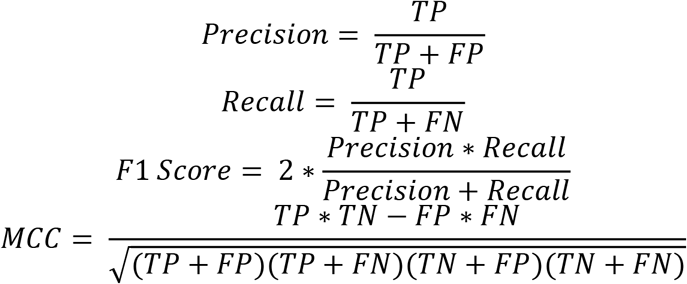 Precision = TP / (TP + FP)
Recall = TP / (TP + FN)
F1 Score = 2 * (Precision * Recall) / (Precision + Recall)
MCC = (TP * TN − FP * FN) / √((TP + FP)(TP + FN)(TN + FP)(TN + FN))